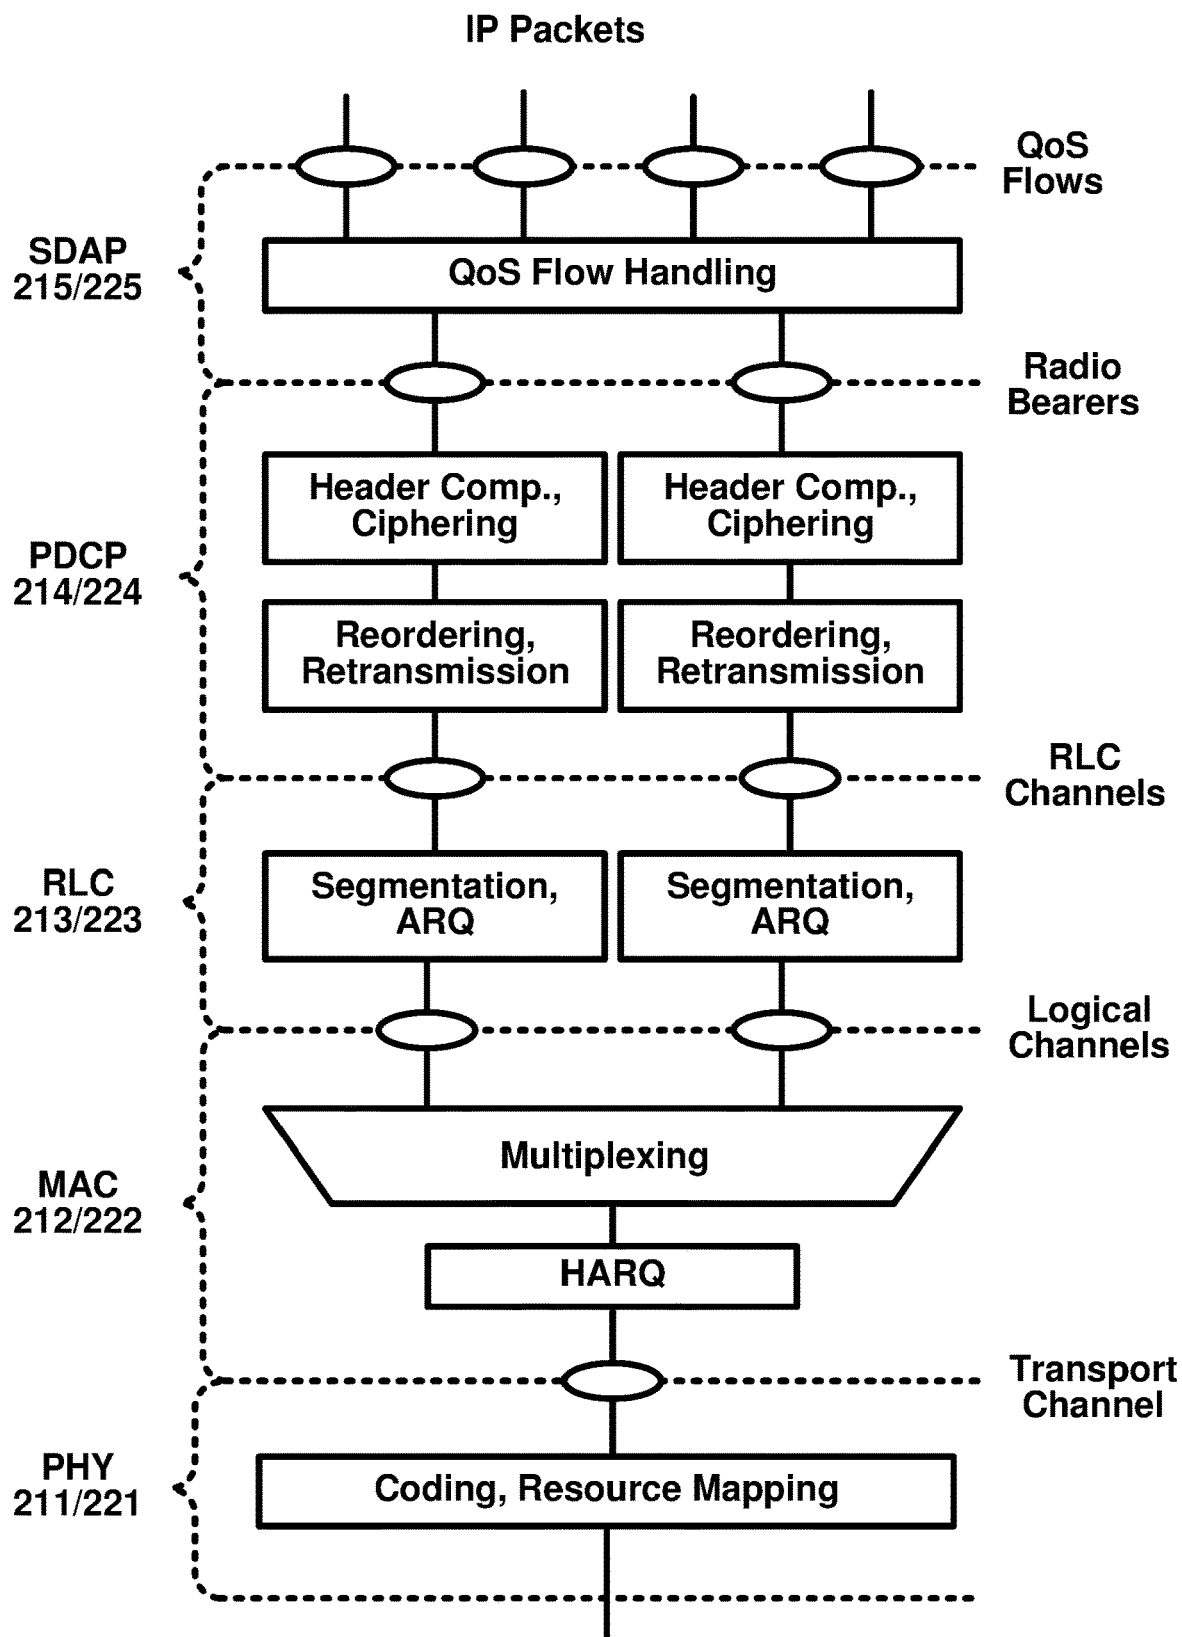 IP Packets
QoS
Flows
SDAP
215/225
QoS Flow Handling
Radio
Bearers
Header Comp.,
Ciphering
Header Comp.,
Ciphering
PDCP
214/224
Reordering,
Retransmission
Reordering,
Retransmission
RLC
Channels
RLC
213/223
Segmentation,
ARQ
Segmentation,
ARQ
Logical
Channels
Multiplexing
MAC
212/222
HARQ
Transport
Channel
PHY
211/221
Coding, Resource Mapping